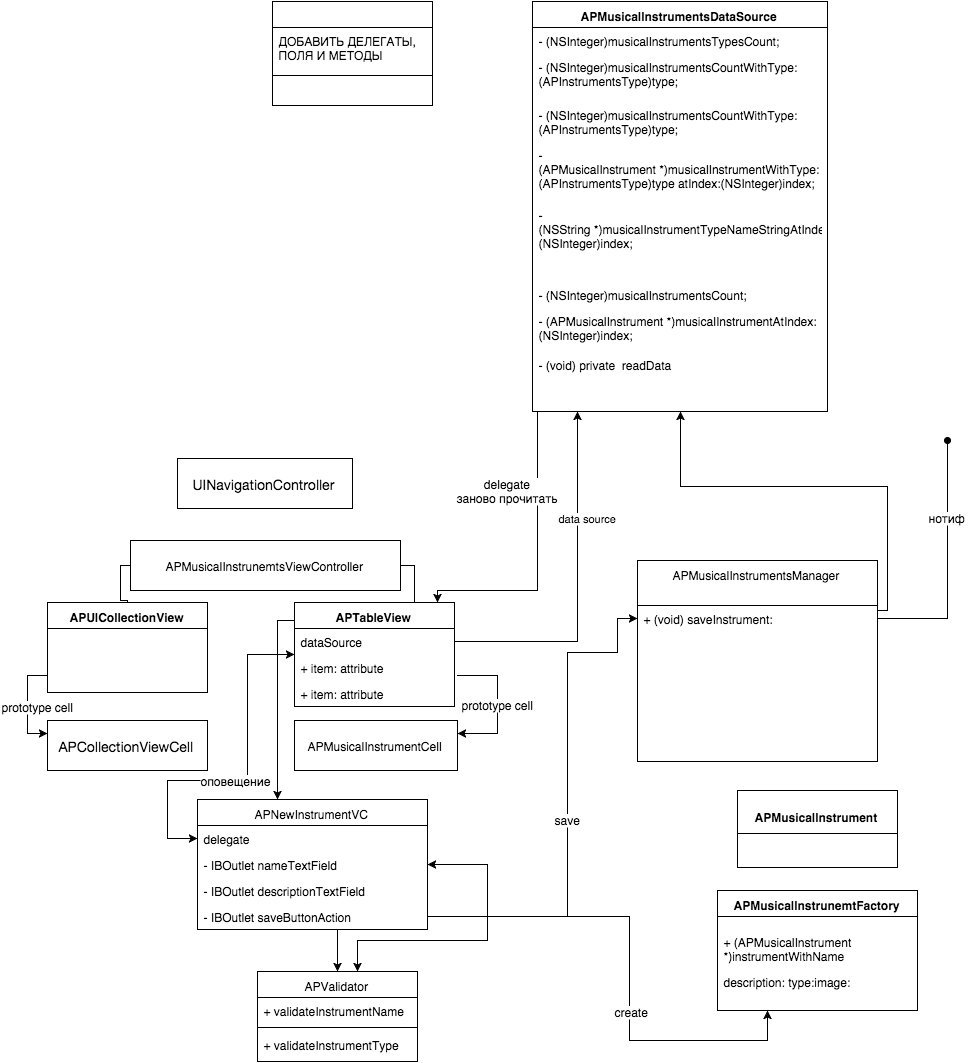 ДОБАВИТЬ ДЕЛЕГАТЫ,
ПОЛЯ И МЕТОДЫ
APMusicalInstrumentsDataSource
- (NSInteger)musicalInstrumentsTypesCount;
- (NSInteger)musicalInstrumentsCountWithType:
(APInstrumentsType)type;
- (NSInteger)musicalInstrumentsCountWithType:
(APInstrumentsType)type;
-
(APMusicalInstrument *)musicalInstrumentWithType:
(APInstrumentsType)type atIndex:(NSInteger)index;
-
(NSString *)musicalInstrumentTypeNameStringAtInde
(NSInteger)index;
- (NSInteger)musicalInstrumentsCount;
- (APMusicalInstrument *)musicalInstrumentAtIndex:
(NSInteger)index;
- (void) private readData
UINavigationController
delegate
заново прочитать
data source
нотиф
APMusicalInstrunemtsViewController
APMusicalInstrumentsManager
+ (void) saveInstrument:
APUICollectionView
APTableView
dataSource
+ item: attribute
+ item: attribute
prototype cell
prototype cell
APCollectionViewCell
APMusicalInstrumentCell
оповещение
APNewInstrumentVC
delegate
- IBOutlet nameTextField
- IBOutlet descriptionTextField
- IBOutlet saveButtonAction
save
APMusicalInstrument
APMusicalInstrunemtFactory
+ (APMusicalInstrument
*)instrumentWithName
description: type:image:
create
APValidator
+ validateInstrumentName
+ validateInstrumentType